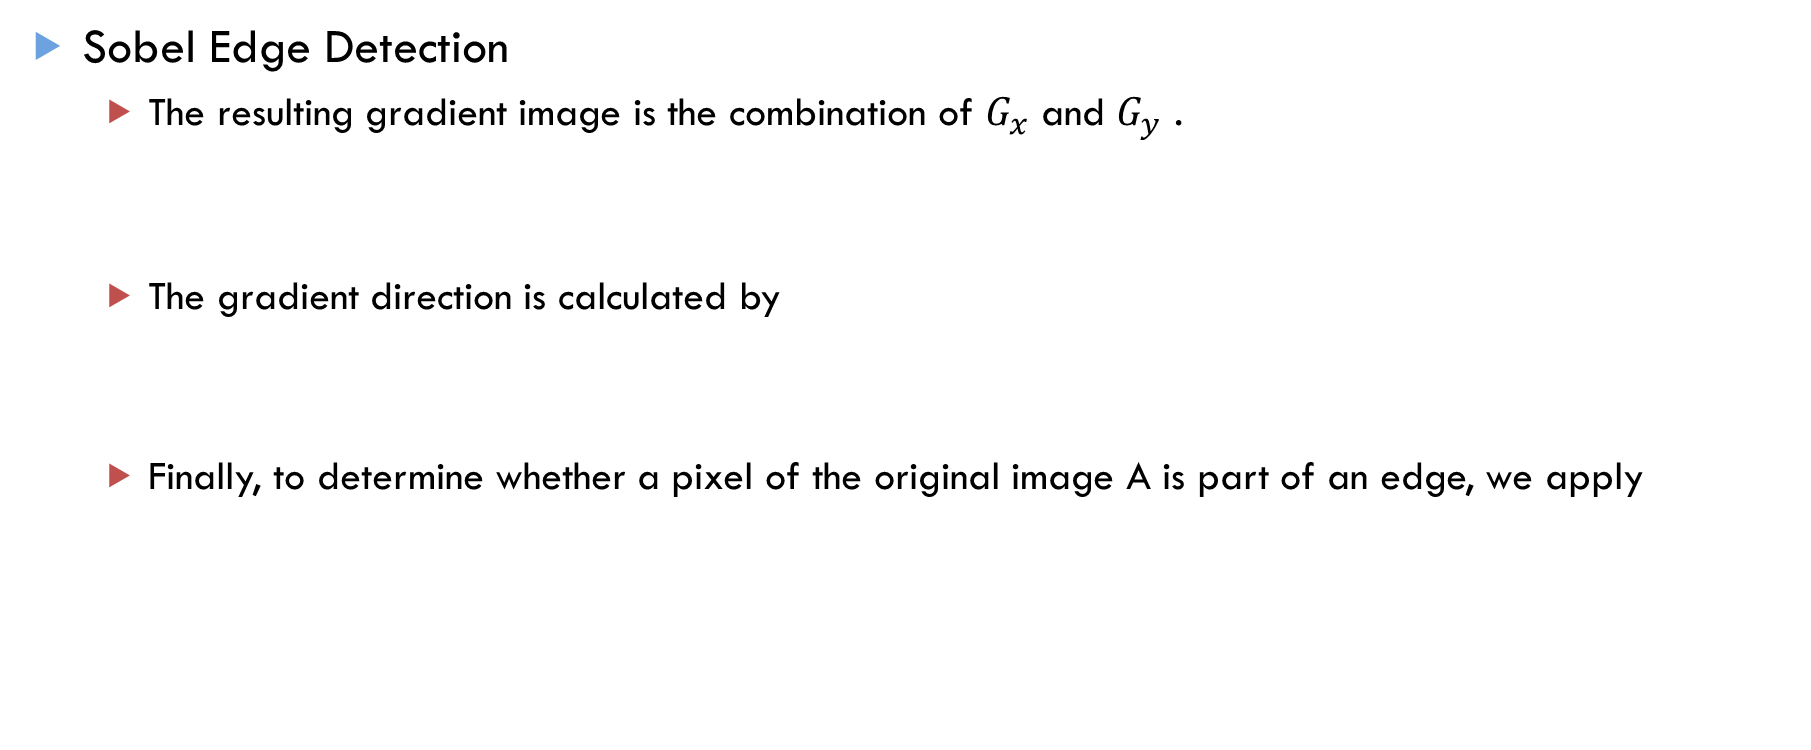 Sobel Edge Detection
The resulting gradient image is the combination of Gₓ and G_y .
The gradient direction is calculated by
Finally, to determine whether a pixel of the original image A is part of an edge, we apply